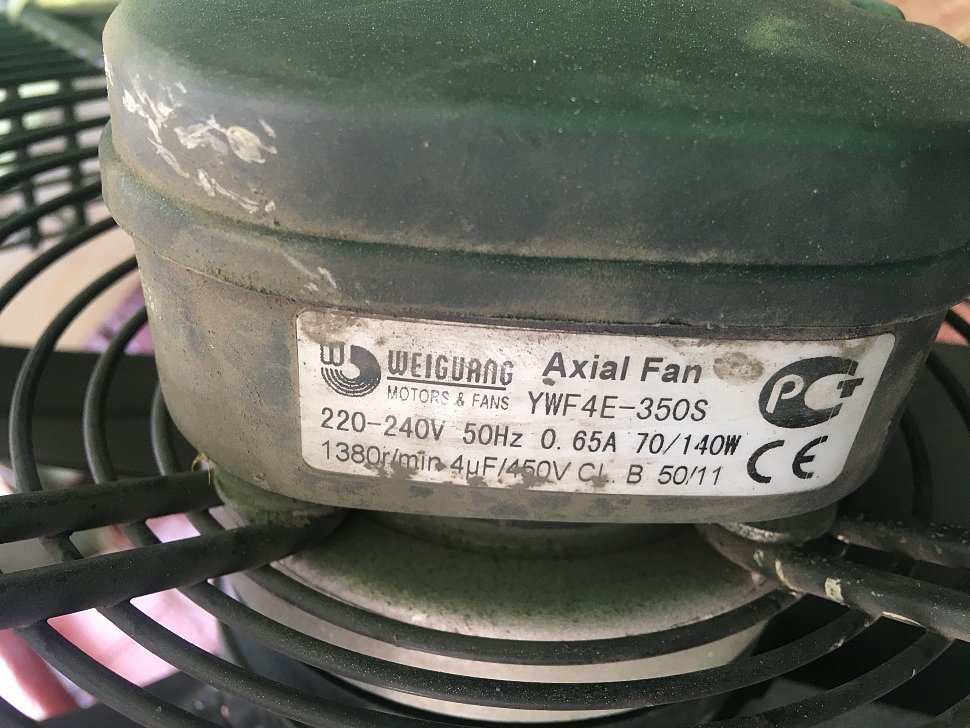 WEIGUANG
MOTORS & FANS
Axial Fan
YWF4E-350S
220-240V 50Hz 0.65A 70/140W
1380r/min 4µF/450V CL. B 50/11
PCT
CE